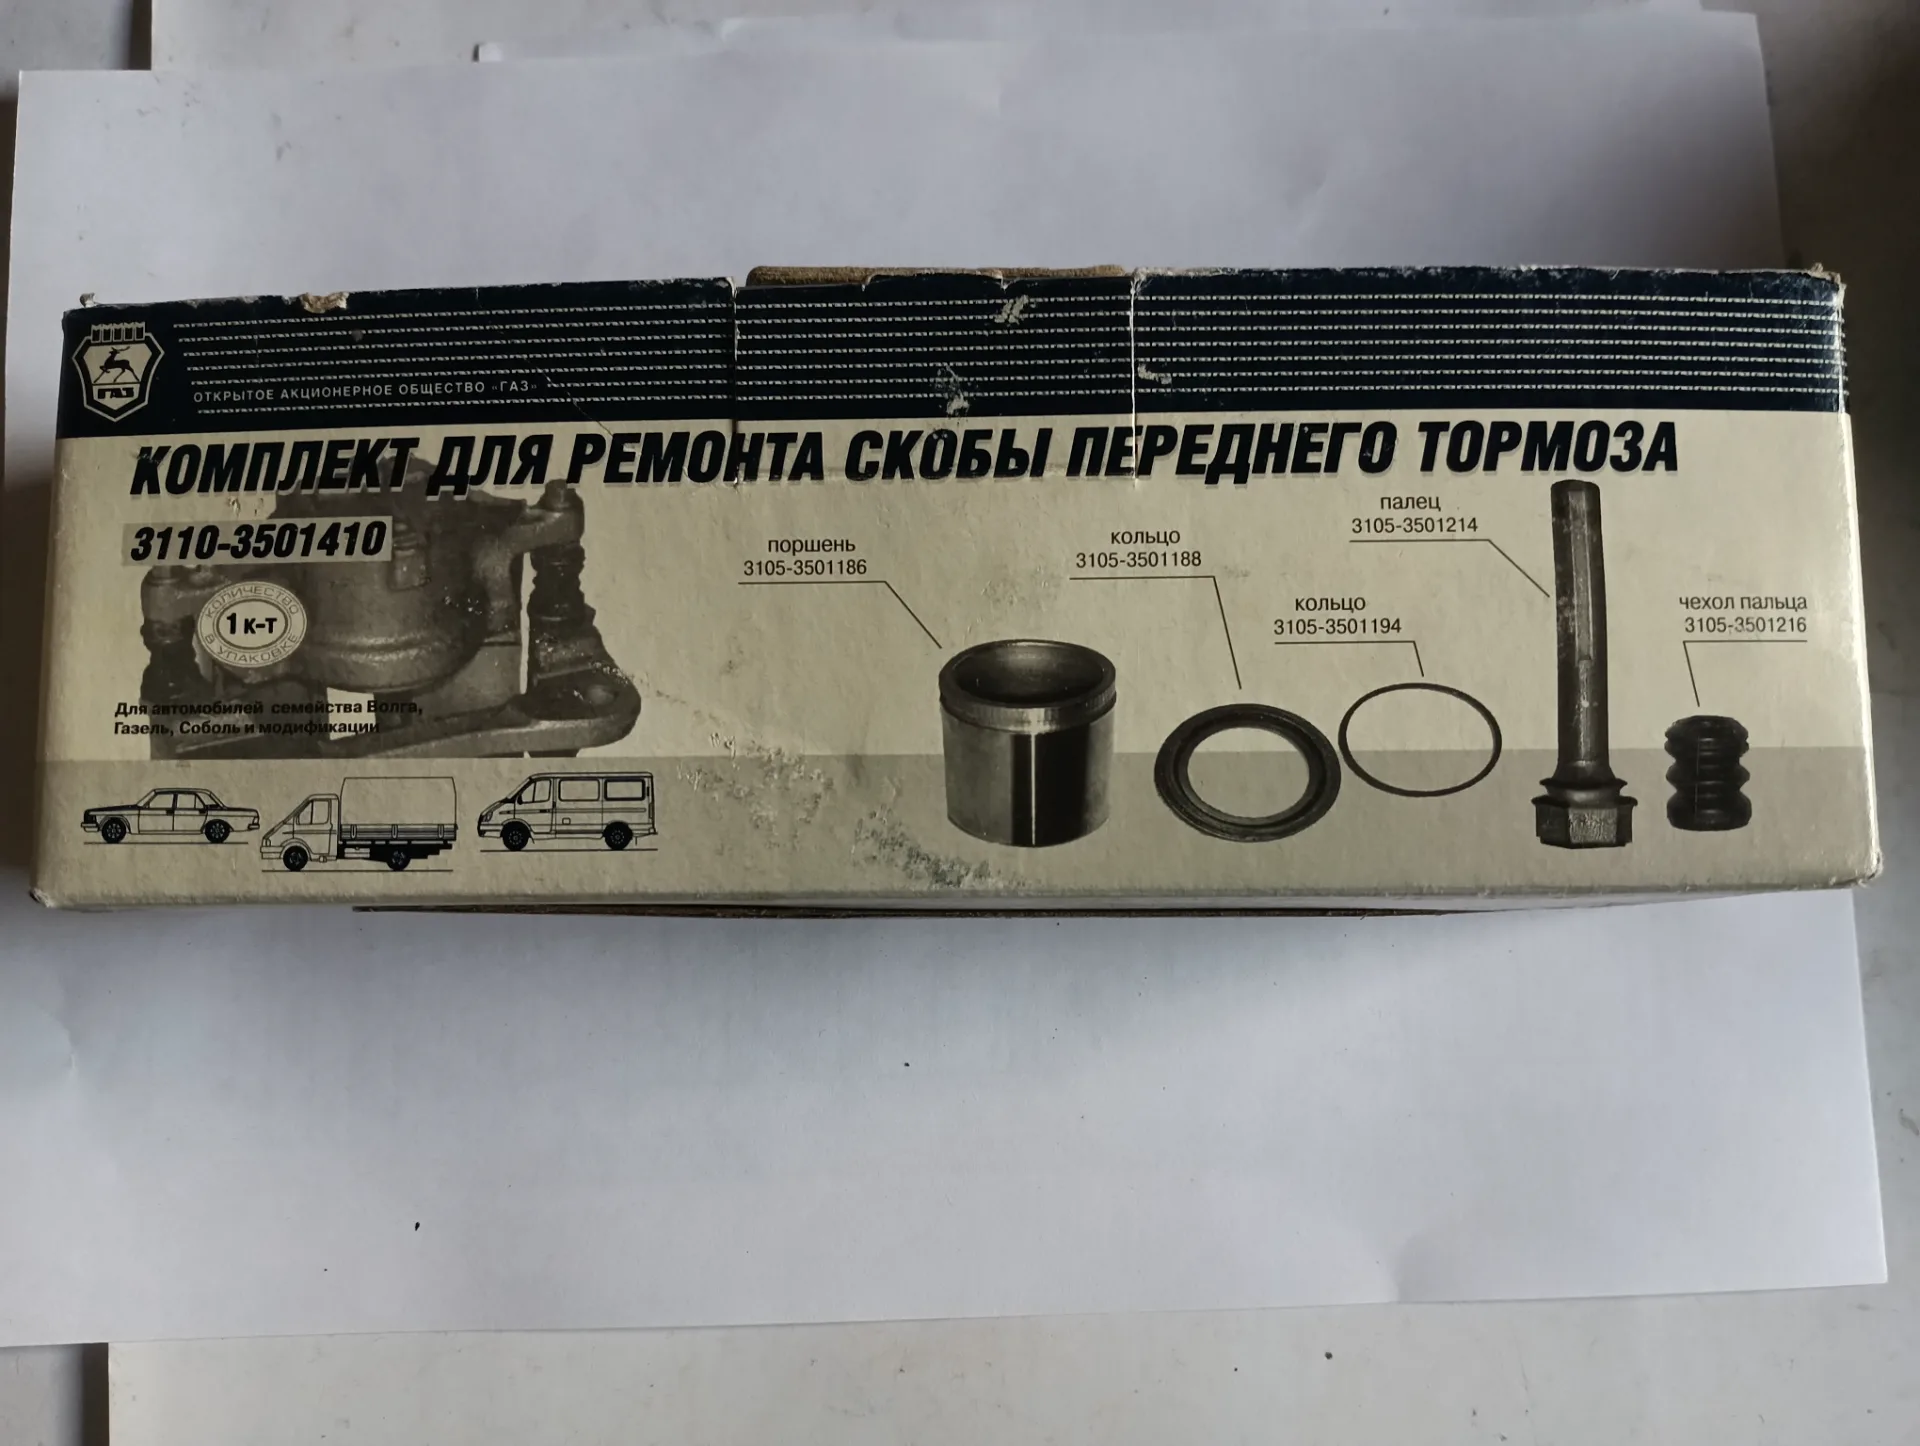 ГАЗ
ОТКРЫТОЕ АКЦИОНЕРНОЕ ОБЩЕСТВО «ГАЗ»
КОМПЛЕКТ ДЛЯ РЕМОНТА СКОБЫ ПЕРЕДНЕГО ТОРМОЗА
3110-3501410
КОЛИЧЕСТВО
1 к-т
В УПАКОВКЕ
Для автомобилей семейства Волга,
Газель, Соболь и модификации
поршень
3105-3501186
кольцо
3105-3501188
кольцо
3105-3501194
палец
3105-3501214
чехол пальца
3105-3501216